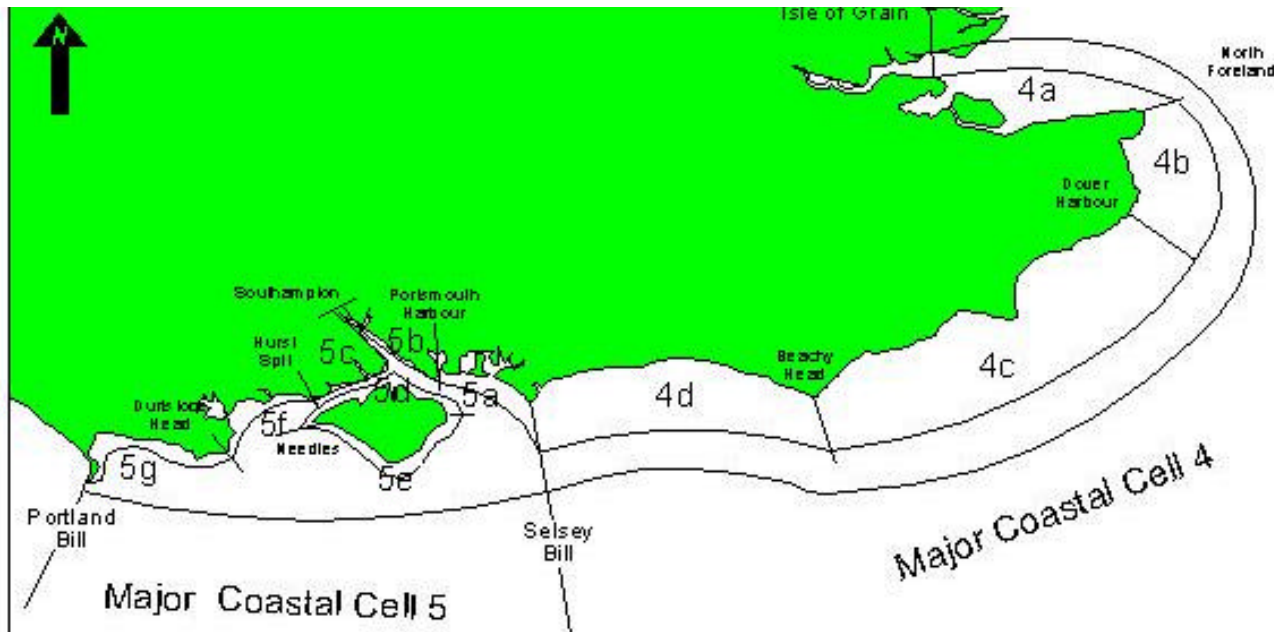 N
Isle of Grain
North
Foreland
4a
4b
Dover
Harbour
Southampton
Portsmouth
Harbour
5b
Hurst
Spit
5c
5d
5a
Beachy
Head
4c
4d
Durlston
Head
5f
Needles
5g
5e
Portland
Bill
Selsey
Bill
Major Coastal Cell 4
Major Coastal Cell 5